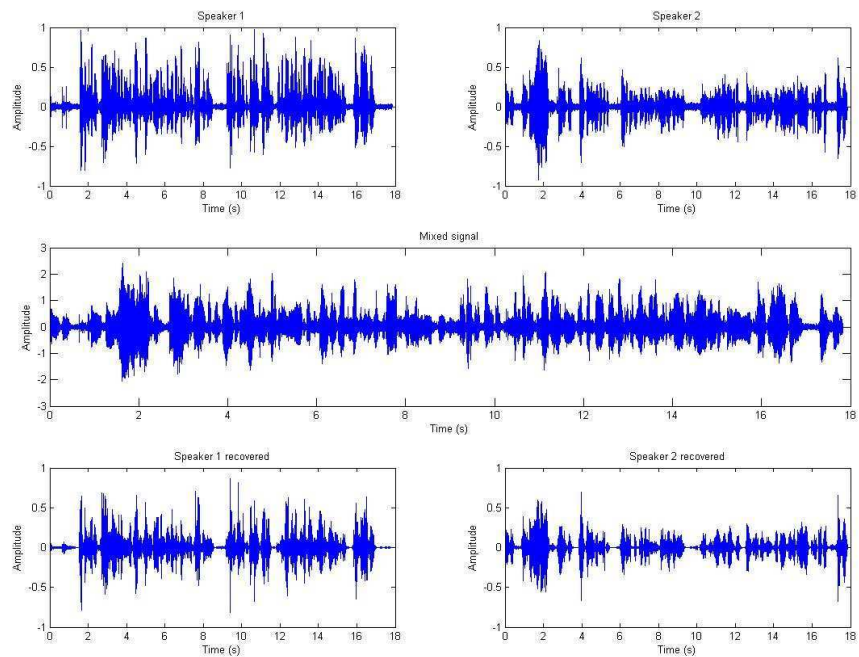 Speaker 1
1
0.5
0
-0.5
-1
Amplitude
0 2 4 6 8 10 12 14 16 18
Time (s)
Speaker 2
1
0.5
0
-0.5
-1
Amplitude
0 2 4 6 8 10 12 14 16 18
Time (s)
Mixed signal
3
2
1
0
-1
-2
-3
Amplitude
0 2 4 6 8 10 12 14 16 18
Time (s)
Speaker 1 recovered
1
0.5
0
-0.5
-1
Amplitude
0 2 4 6 8 10 12 14 16 18
Time (s)
Speaker 2 recovered
1
0.5
0
-0.5
-1
Amplitude
0 2 4 6 8 10 12 14 16 18
Time (s)